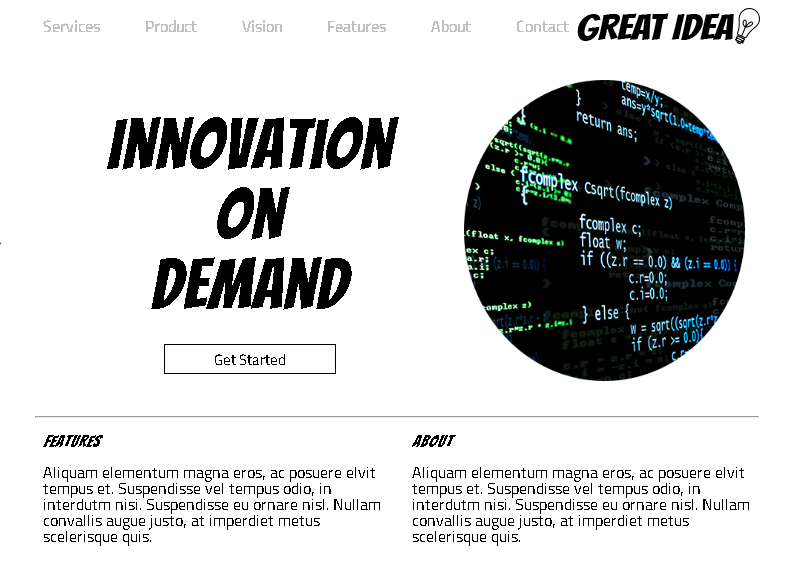 Services Product Vision Features About Contact GREAT IDEA
INNOVATION
ON
DEMAND
Get Started
temp=x/y;
} ans=y*sqrt(1.0+temp*
return ans;
fcomplex Csqrt(fcomplex z)
{
fcomplex c;
float w;
if ((z.r == 0.0) && (z.i == 0.0)) {
c.r=0.0;
c.i=0.0;
} else {
w = sqrt((sqrt(z.r*
if (z.r >= 0.0){
FEATURES
Aliquam elementum magna eros, ac posuere elvit
tempus et. Suspendisse vel tempus odio, in
interdutm nisi. Suspendisse eu ornare nisl. Nullam
convallis augue justo, at imperdiet metus
scelerisque quis.
ABOUT
Aliquam elementum magna eros, ac posuere elvit
tempus et. Suspendisse vel tempus odio, in
interdutm nisi. Suspendisse eu ornare nisl. Nullam
convallis augue justo, at imperdiet metus
scelerisque quis.